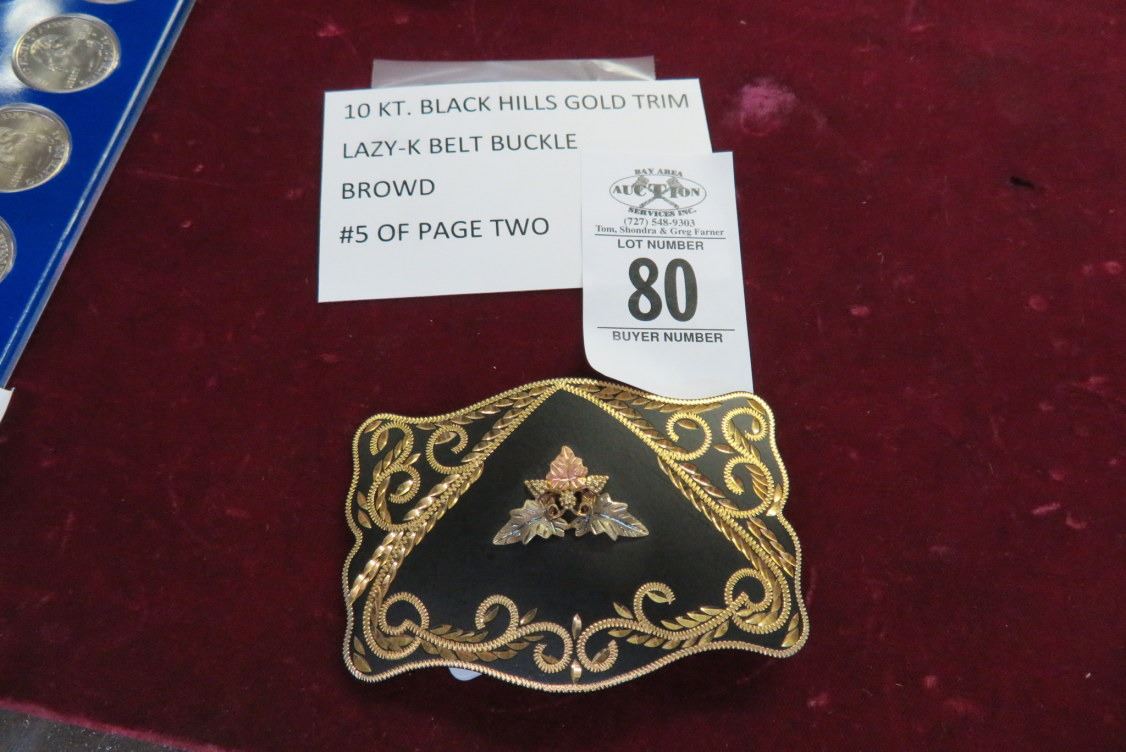 10 KT. BLACK HILLS GOLD TRIM
LAZY-K BELT BUCKLE
BROWD
#5 OF PAGE TWO
BAY AREA
AUCTION
SERVICES INC.
(727) 548-9303
Tom, Shondra & Greg Farner
LOT NUMBER
80
BUYER NUMBER